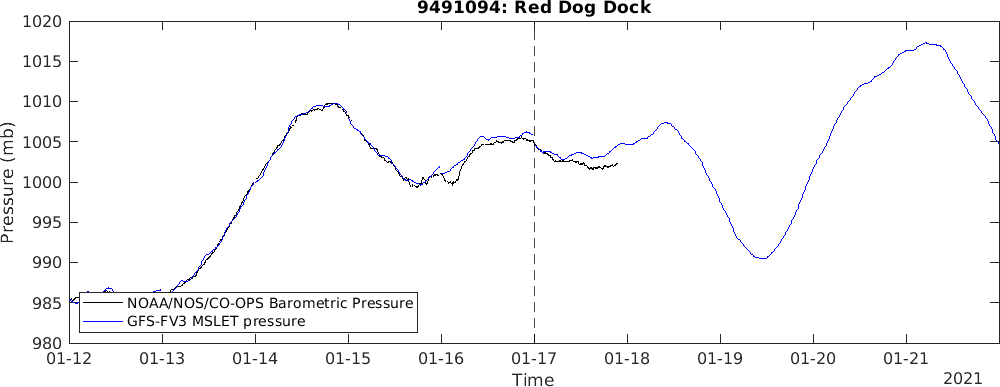 9491094: Red Dog Dock
Pressure (mb)
1020
1015
1010
1005
1000
995
990
985
980
NOAA/NOS/CO-OPS Barometric Pressure
GFS-FV3 MSLET pressure
01-12 01-13 01-14 01-15 01-16 01-17 01-18 01-19 01-20 01-21
Time
2021